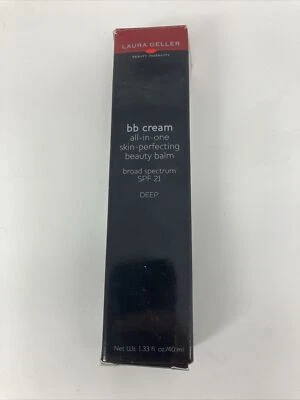 LAURA GELLER
beauty moments
bb cream
all-in-one
skin-perfecting
beauty balm
broad spectrum
SPF 21
DEEP
Net Wt. 1.33 fl oz/40 ml